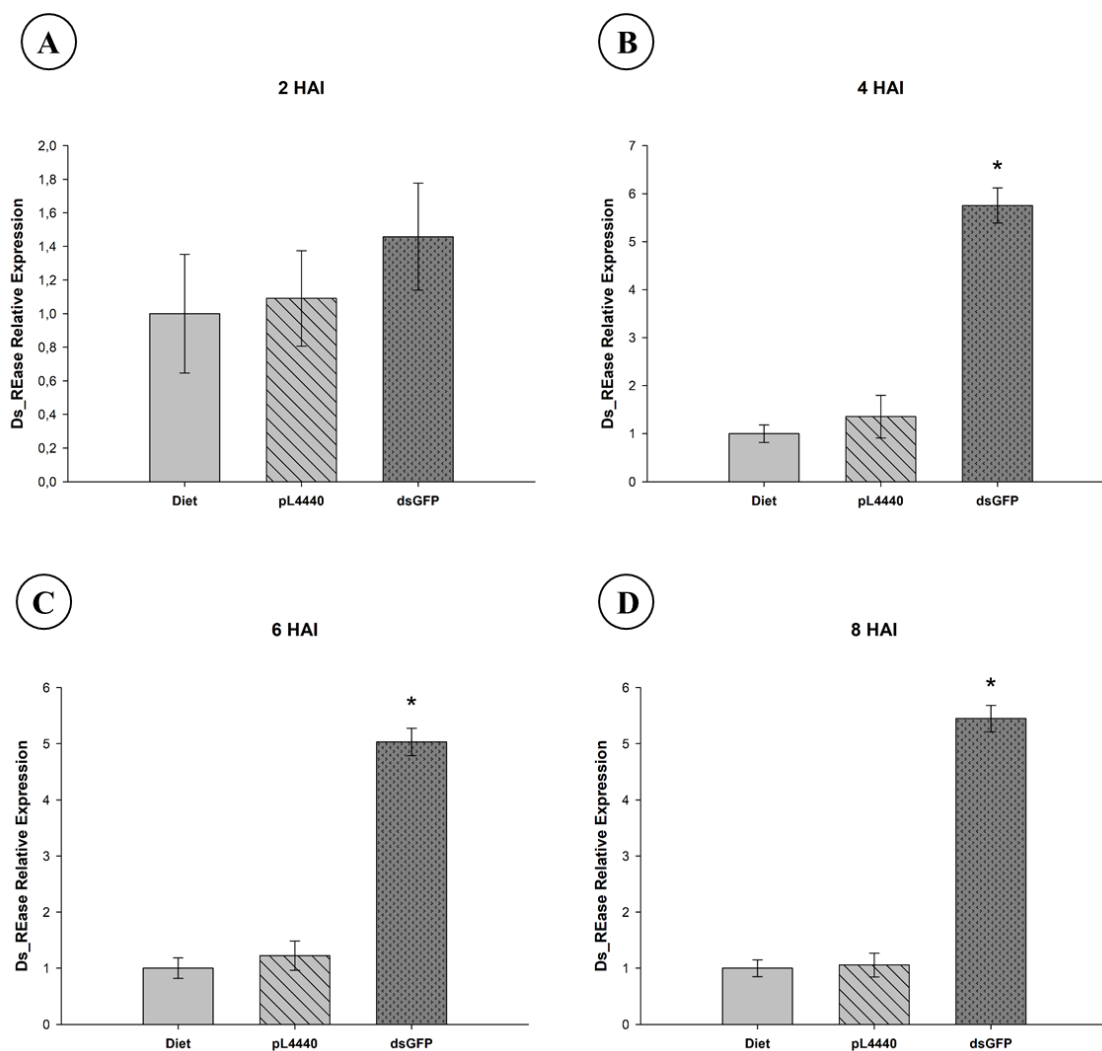 A
2 HAI
Ds_REase Relative Expression
2,0
1,8
1,6
1,4
1,2
1,0
0,8
0,6
0,4
0,2
0,0
Diet pL4440 dsGFP
B
4 HAI
Ds_REase Relative Expression
7
6
5
4
3
2
1
0
*
Diet pL4440 dsGFP
C
6 HAI
Ds_REase Relative Expression
6
5
4
3
2
1
0
*
Diet pL4440 dsGFP
D
8 HAI
Ds_REase Relative Expression
6
5
4
3
2
1
0
*
Diet pL4440 dsGFP